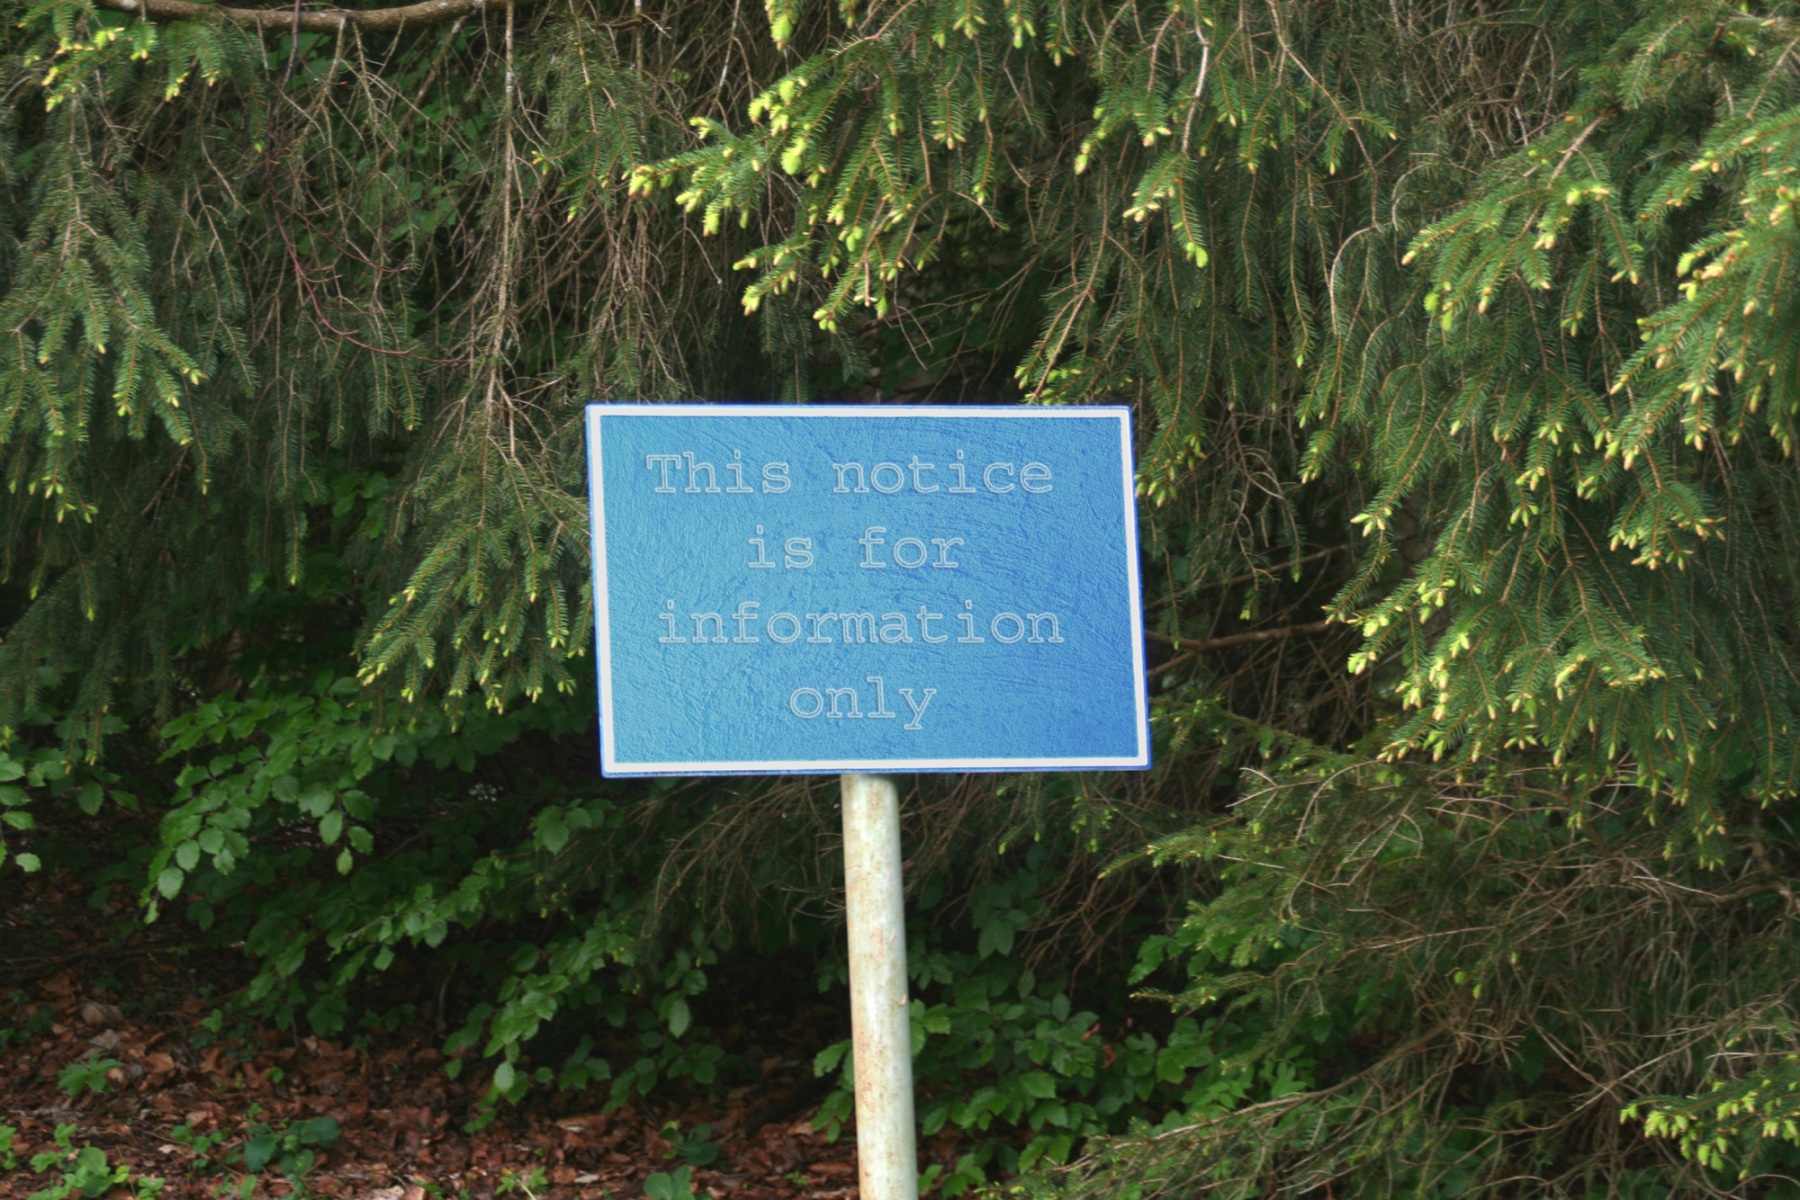 This notice
is for
information
only